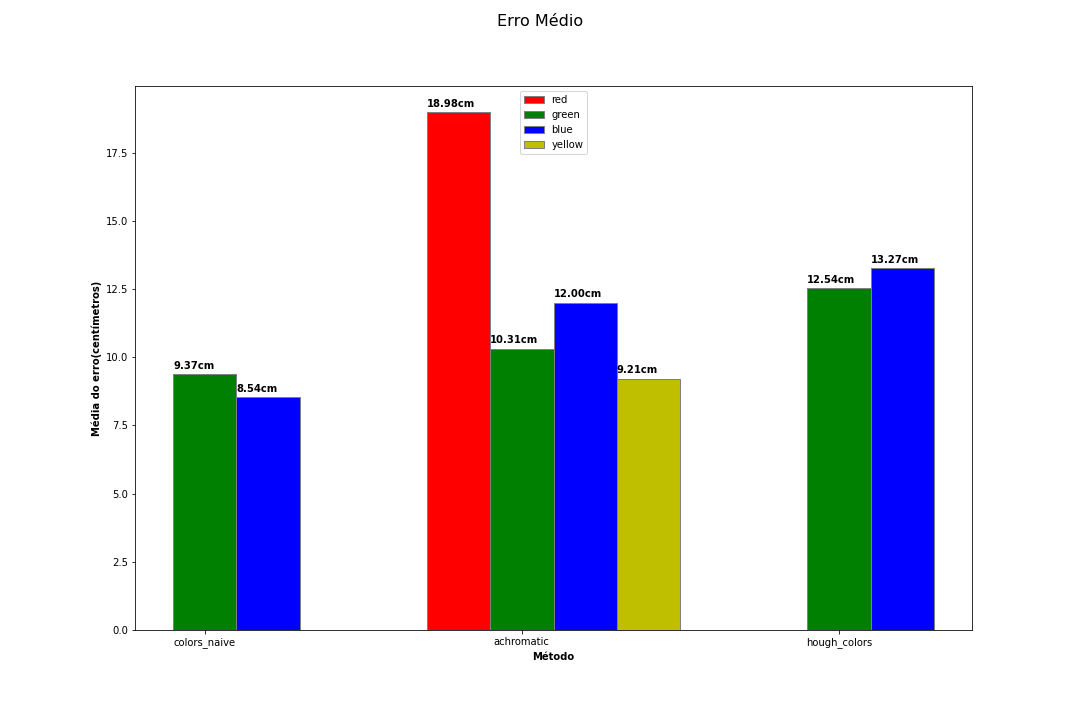 Erro Médio
18.98cm
red
green
blue
yellow
17.5
15.0
13.27cm
12.54cm
12.5
12.00cm
10.31cm
10.0
9.37cm
9.21cm
8.54cm
7.5
5.0
2.5
0.0
Média do erro(centímetros)
colors_naive
achromatic
hough_colors
Método